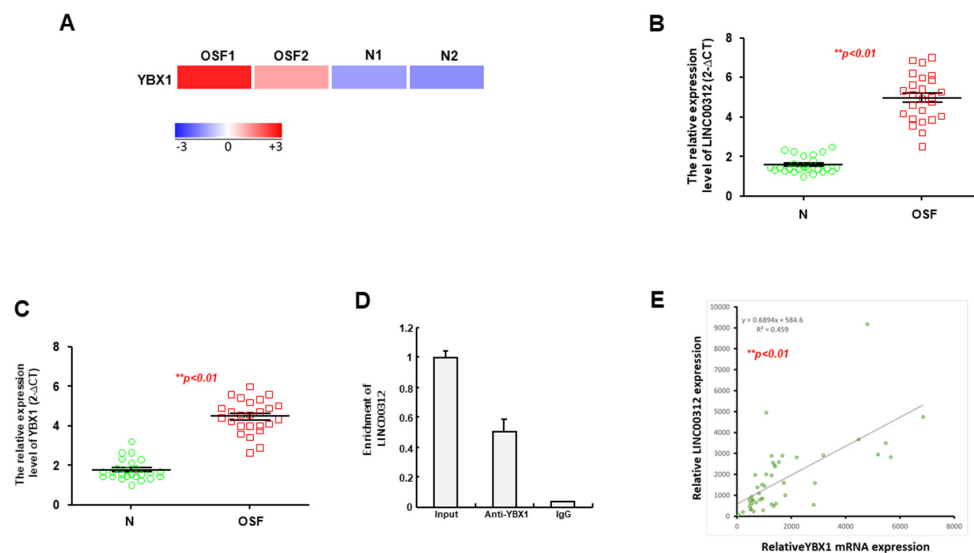 A
OSF1 OSF2 N1 N2
YBX1
-3 0 +3
B
The relative expression
level of LINC00312 (2-ΔCT)
8
6
4
2
0
**p<0.01
N OSF
C
The relative expression
level of YBX1 (2-ΔCT)
8
6
4
2
0
**p<0.01
N OSF
D
Enrichment of
LINC00312
1.2
1
0.8
0.6
0.4
0.2
0
Input Anti-YBX1 IgG
E
Relative LINC00312 expression
10000
9000
8000
7000
6000
5000
4000
3000
2000
1000
0
y = 0.6894x + 584.6
R² = 0.459
**p<0.01
0 2000 4000 6000 8000
RelativeYBX1 mRNA expression